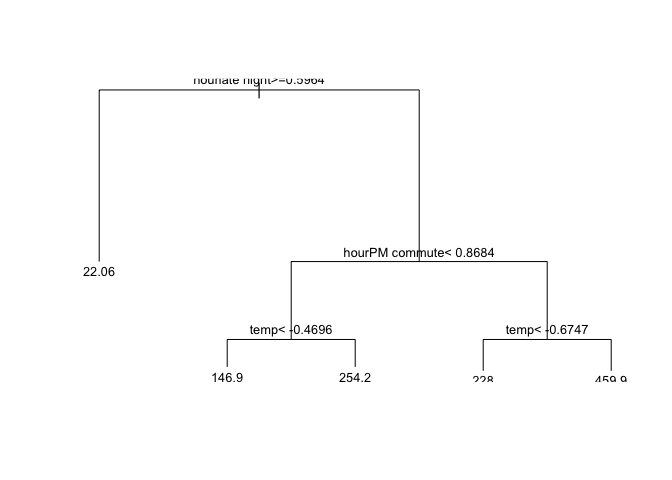 hourlate night>=0.5964
hourPM commute< 0.8684
22.06
temp< -0.4696
temp< -0.6747
146.9
254.2
228
459.9